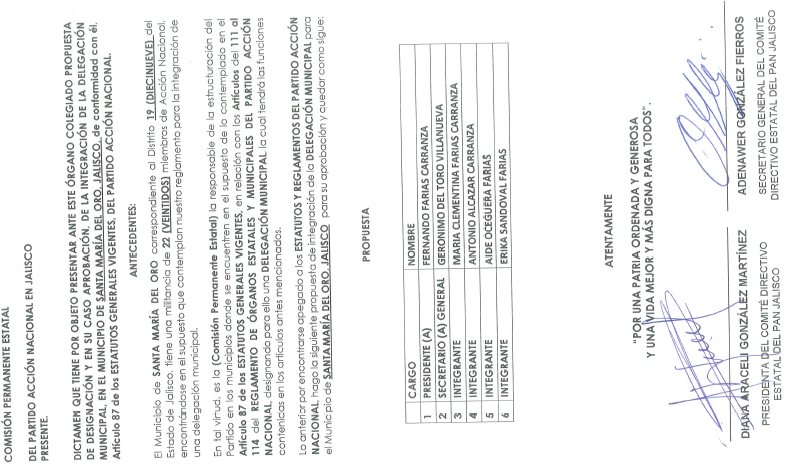 COMISIÓN PERMANENTE ESTATAL
DEL PARTIDO ACCIÓN NACIONAL EN JALISCO
PRESENTE.
DICTAMEN QUE TIENE POR OBJETO PRESENTAR ANTE ESTE ÓRGANO COLEGIADO PROPUESTA
DE DESIGNACIÓN Y EN SU CASO APROBACIÓN, DE LA INTEGRACIÓN DE LA DELEGACIÓN
MUNICIPAL, EN EL MUNICIPIO DE SANTA MARÍA DEL ORO, JALISCO, de conformidad con él,
Artículo 87 de los ESTATUTOS GENERALES VIGENTES, DEL PARTIDO ACCIÓN NACIONAL.
ANTECEDENTES:
El Municipio de SANTA MARÍA DEL ORO correspondiente al Distrito 19 (DIECINUEVE) del
Estado de Jalisco, tiene una militancia de 22 (VEINTIDOS) miembros de Acción Nacional,
encontrándose en el supuesto que contemplan nuestro reglamento para la integración de
una delegación municipal.
En tal virtud, es la (Comisión Permanente Estatal) la responsable de la estructuración del
Partido en los municipios donde se encuentren en el supuesto de lo contemplado en el
Artículo 87 de los ESTATUTOS GENERALES VIGENTES, en relación con los Artículos del 111 al
114 del REGLAMENTO DE ÓRGANOS ESTATALES Y MUNICIPALES DEL PARTIDO ACCIÓN
NACIONAL, designando para ello una DELEGACIÓN MUNICIPAL, la cual tendrá las funciones
contenidas en los artículos antes mencionados.
Lo anterior por encontrarse apegado a los ESTATUTOS Y REGLAMENTOS DEL PARTIDO ACCIÓN
NACIONAL, hago la siguiente propuesta de integración de la DELEGACIÓN MUNICIPAL para
el Municipio de SANTA MARÍA DEL ORO, JALISCO para su aprobación y quedar como sigue:
PROPUESTA
CARGO NOMBRE
1 PRESIDENTE (A) FERNANDO FARIAS CARRANZA
2 SECRETARIO (A) GENERAL GERONIMO DEL TORO VILLANUEVA
3 INTEGRANTE MARIA CLEMENTINA FARIAS CARRANZA
4 INTEGRANTE ANTONIO ALCAZAR CARRANZA
5 INTEGRANTE AIDE OCEGUERA FARIAS
6 INTEGRANTE ERIKA SANDOVAL FARIAS
ATENTAMENTE
"POR UNA PATRIA ORDENADA Y GENEROSA
Y UNA VIDA MEJOR Y MÁS DIGNA PARA TODOS".
DIANA ARACELI GONZÁLEZ MARTÍNEZ
PRESIDENTA DEL COMITÉ DIRECTIVO
ESTATAL DEL PAN JALISCO
ADENAWER GONZÁLEZ FIERROS
SECRETARIO GENERAL DEL COMITÉ
DIRECTIVO ESTATAL DEL PAN JALISCO